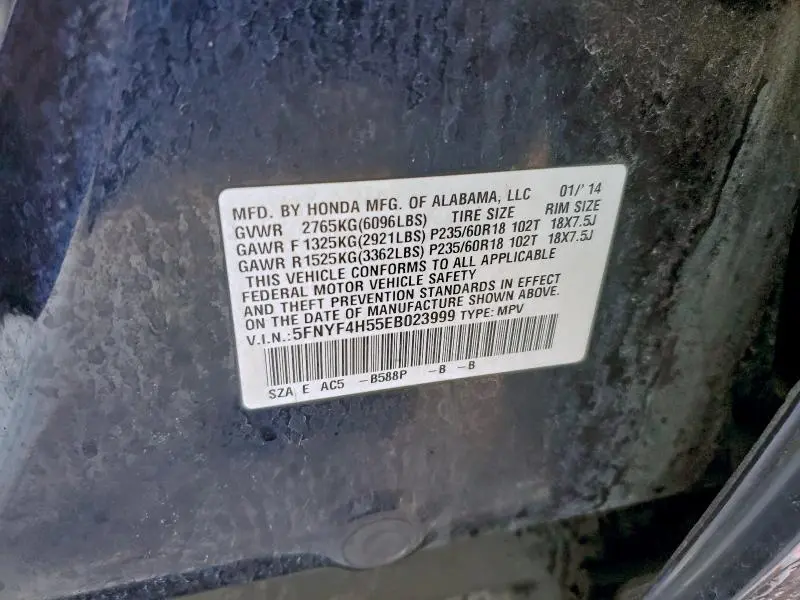 MFD. BY HONDA MFG. OF ALABAMA, LLC 01/'14
GVWR 2765KG(6096LBS) TIRE SIZE RIM SIZE
GAWR F 1325KG(2921LBS) P235/60R18 102T 18X7.5J
GAWR R1525KG(3362LBS) P235/60R18 102T 18X7.5J
THIS VEHICLE CONFORMS TO ALL APPLICABLE
FEDERAL MOTOR VEHICLE SAFETY
AND THEFT PREVENTION STANDARDS IN EFFECT
ON THE DATE OF MANUFACTURE SHOWN ABOVE.
V.I.N.:5FNYF4H55EB023999 TYPE: MPV
SZA E AC5 -B588P -B -B